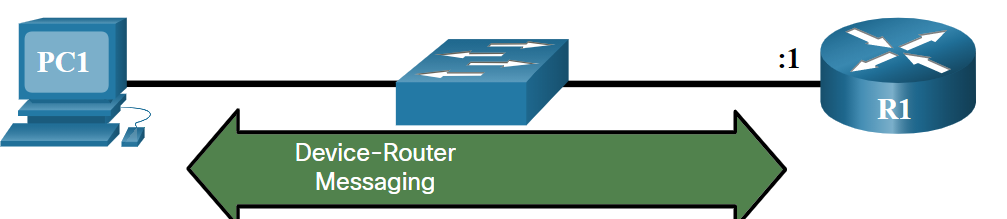 PC1
:1
R1
Device-Router
Messaging